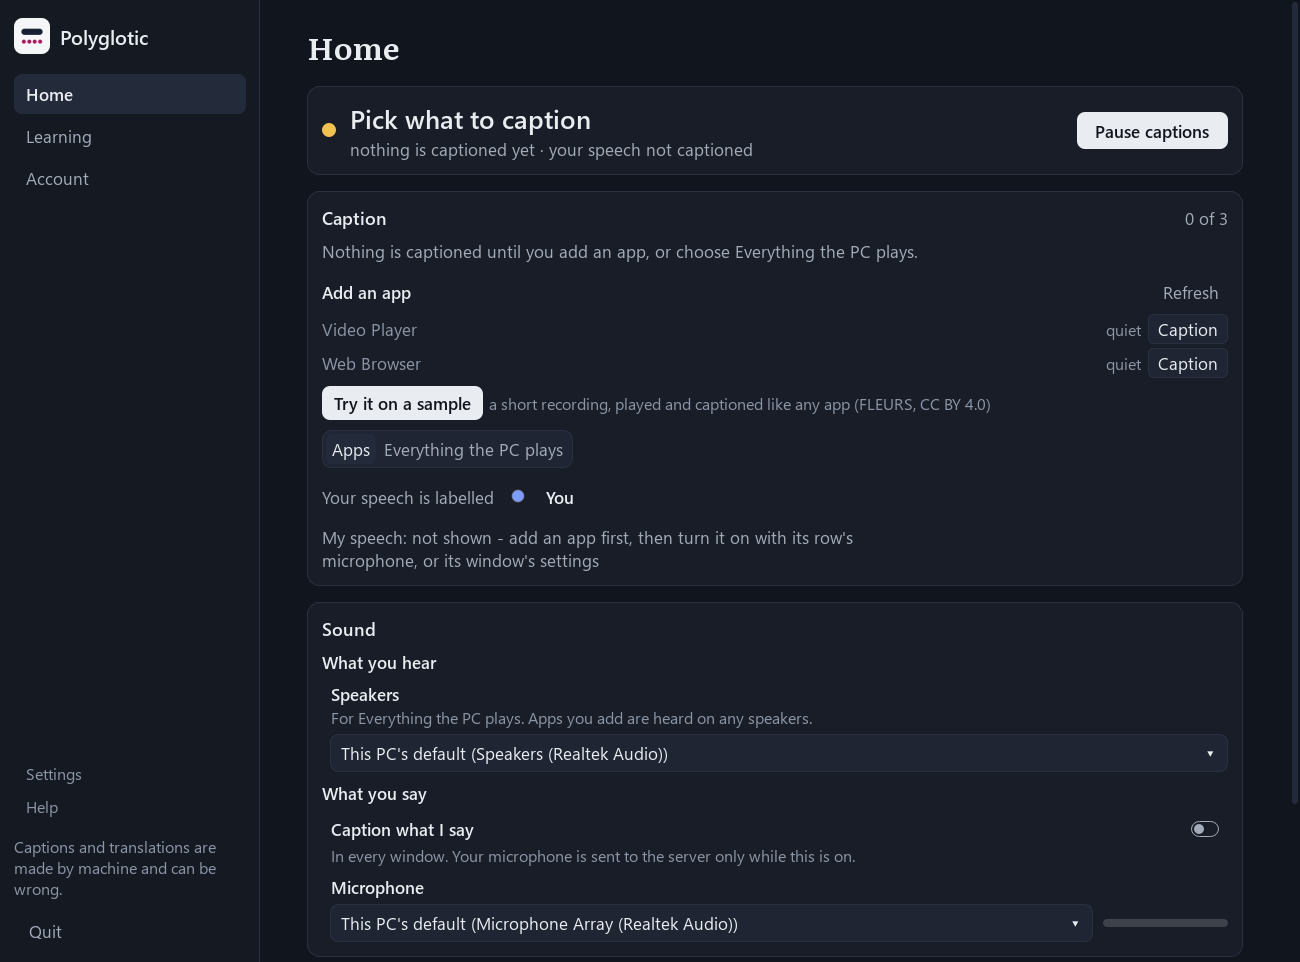 Polyglotic
Home
Learning
Account
Settings
Help
Captions and translations are
made by machine and can be
wrong.
Quit
Home
Pick what to caption
nothing is captioned yet · your speech not captioned
Pause captions
Caption
0 of 3
Nothing is captioned until you add an app, or choose Everything the PC plays.
Add an app
Refresh
Video Player
quiet
Caption
Web Browser
quiet
Caption
Try it on a sample
a short recording, played and captioned like any app (FLEURS, CC BY 4.0)
Apps
Everything the PC plays
Your speech is labelled
You
My speech: not shown - add an app first, then turn it on with its row's
microphone, or its window's settings
Sound
What you hear
Speakers
For Everything the PC plays. Apps you add are heard on any speakers.
This PC's default (Speakers (Realtek Audio))
What you say
Caption what I say
In every window. Your microphone is sent to the server only while this is on.
Microphone
This PC's default (Microphone Array (Realtek Audio))